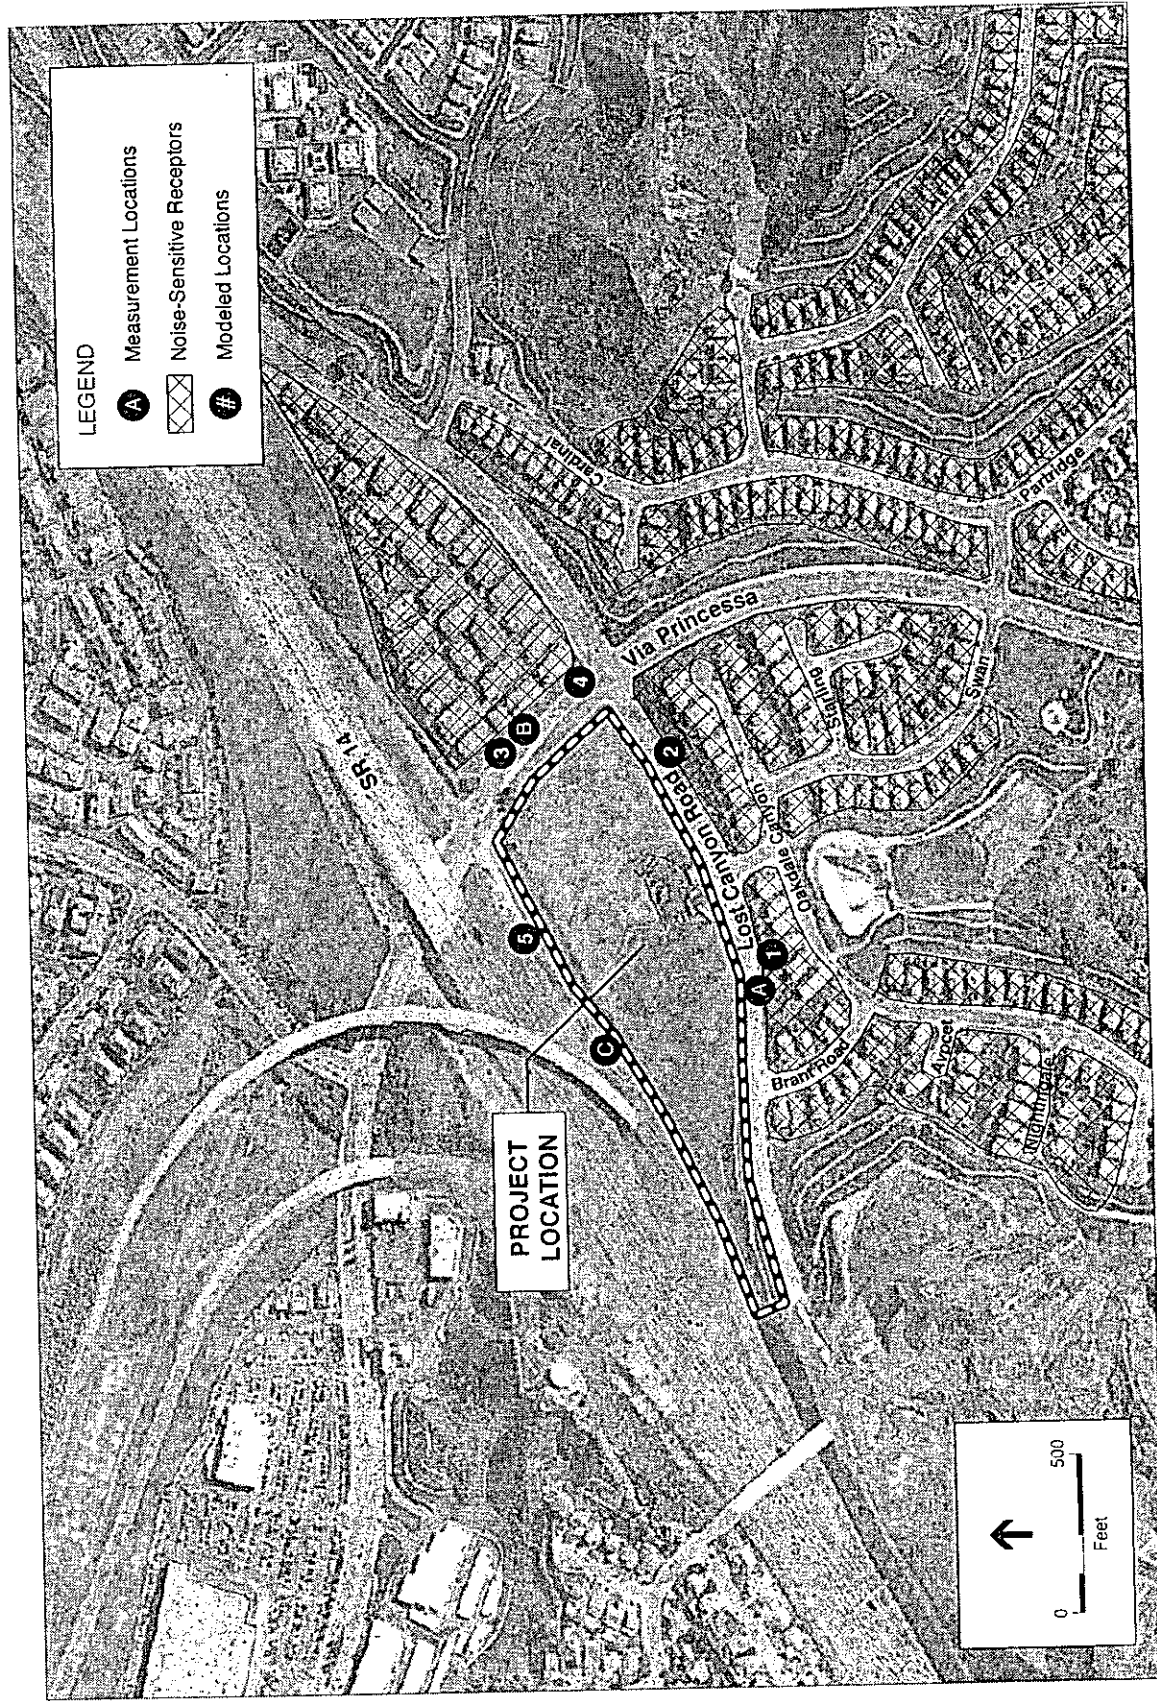 LEGEND
A Measurement Locations
Noise-Sensitive Receptors
# Modeled Locations
SR 14
Cardinal
Partridge
Via Princessa
Starling
Swan
3
B
4
2
Lost Canyon Road
Oakdale Canyon
5
C
A
1
Brant Road
Avocet
Nightingale
PROJECT
LOCATION
0 500
Feet